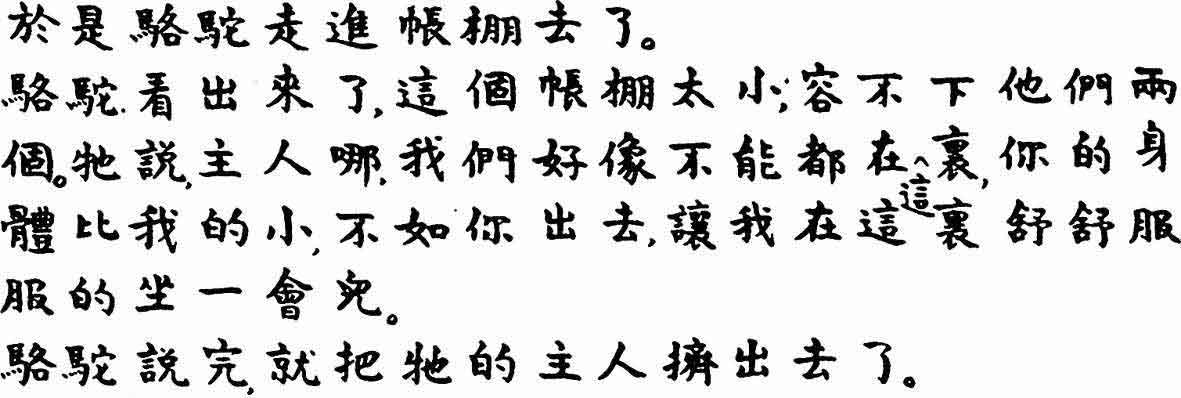 於是駱駝走進帳棚去了。
駱駝看出來了,這個帳棚太小;容不下他們兩
個。牠說,主人哪,我們好像不能都在這裏,你的身
體比我的小,不如你出去,讓我在這裏舒舒服
服的坐一會兒。
駱駝說完,就把牠的主人擠出去了。